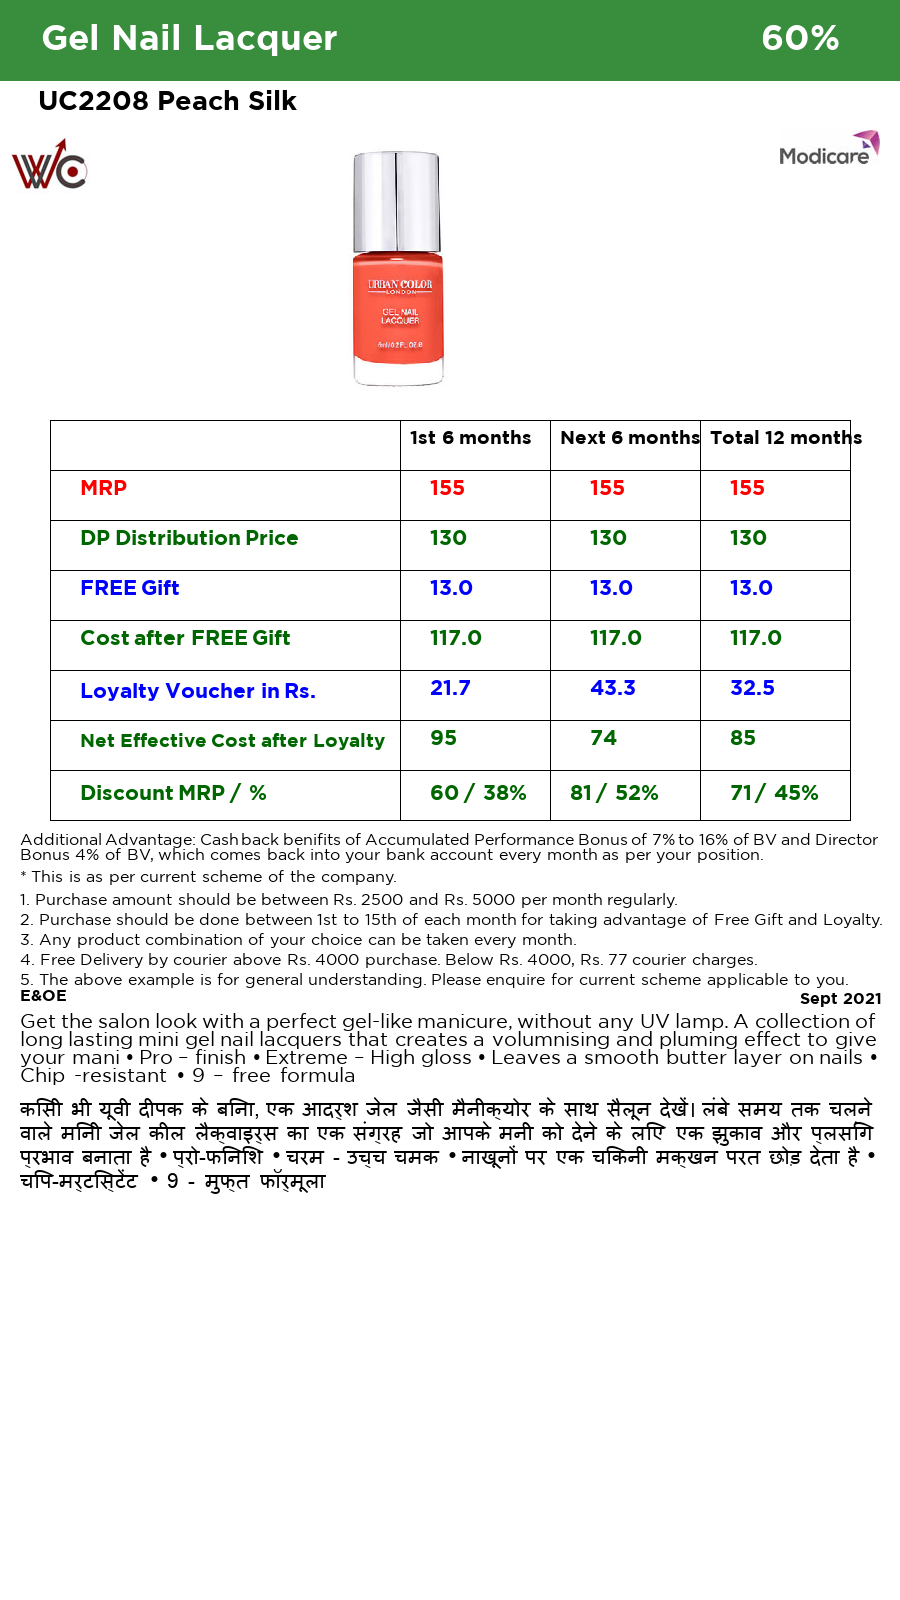 Gel Nail Lacquer 60%
UC2208 Peach Silk
WC
Modicare
URBAN COLOR
LONDON
GEL NAIL
LACQUER
1st 6 months Next 6 months Total 12 months
MRP 155 155 155
DP Distribution Price 130 130 130
FREE Gift 13.0 13.0 13.0
Cost after FREE Gift 117.0 117.0 117.0
Loyalty Voucher in Rs. 21.7 43.3 32.5
Net Effective Cost after Loyalty 95 74 85
Discount MRP / % 60 / 38% 81 / 52% 71 / 45%
Additional Advantage: Cashback benifits of Accumulated Performance Bonus of 7% to 16% of BV and Director
Bonus 4% of BV, which comes back into your bank account every month as per your position.
* This is as per current scheme of the company.
1. Purchase amount should be between Rs. 2500 and Rs. 5000 per month regularly.
2. Purchase should be done between 1st to 15th of each month for taking advantage of Free Gift and Loyalty.
3. Any product combination of your choice can be taken every month.
4. Free Delivery by courier above Rs. 4000 purchase. Below Rs. 4000, Rs. 77 courier charges.
5. The above example is for general understanding. Please enquire for current scheme applicable to you.
E&OE
Sept 2021
Get the salon look with a perfect gel-like manicure, without any UV lamp. A collection of
long lasting mini gel nail lacquers that creates a volumnising and pluming effect to give
your mani • Pro – finish • Extreme – High gloss • Leaves a smooth butter layer on nails •
Chip -resistant • 9 – free formula
किसी भी यूवी दीपक के बिना, एक आदर्श जेल जैसी मैनीक्योर के साथ सैलून देखें। लंबे समय तक चलने
वाले मिनी जेल कील लैक्वाइर्स का एक संग्रह जो आपके मनी को देने के लिए एक झुकाव और प्लसिग
प्रभाव बनाता है • प्रो-फिनिश • चरम - उच्च चमक • नाखूनों पर एक चिकनी मक्खन परत छोड़ देता है •
चिप-मर्टिस्टेंट • 9 - मुफ्त फॉर्मूला